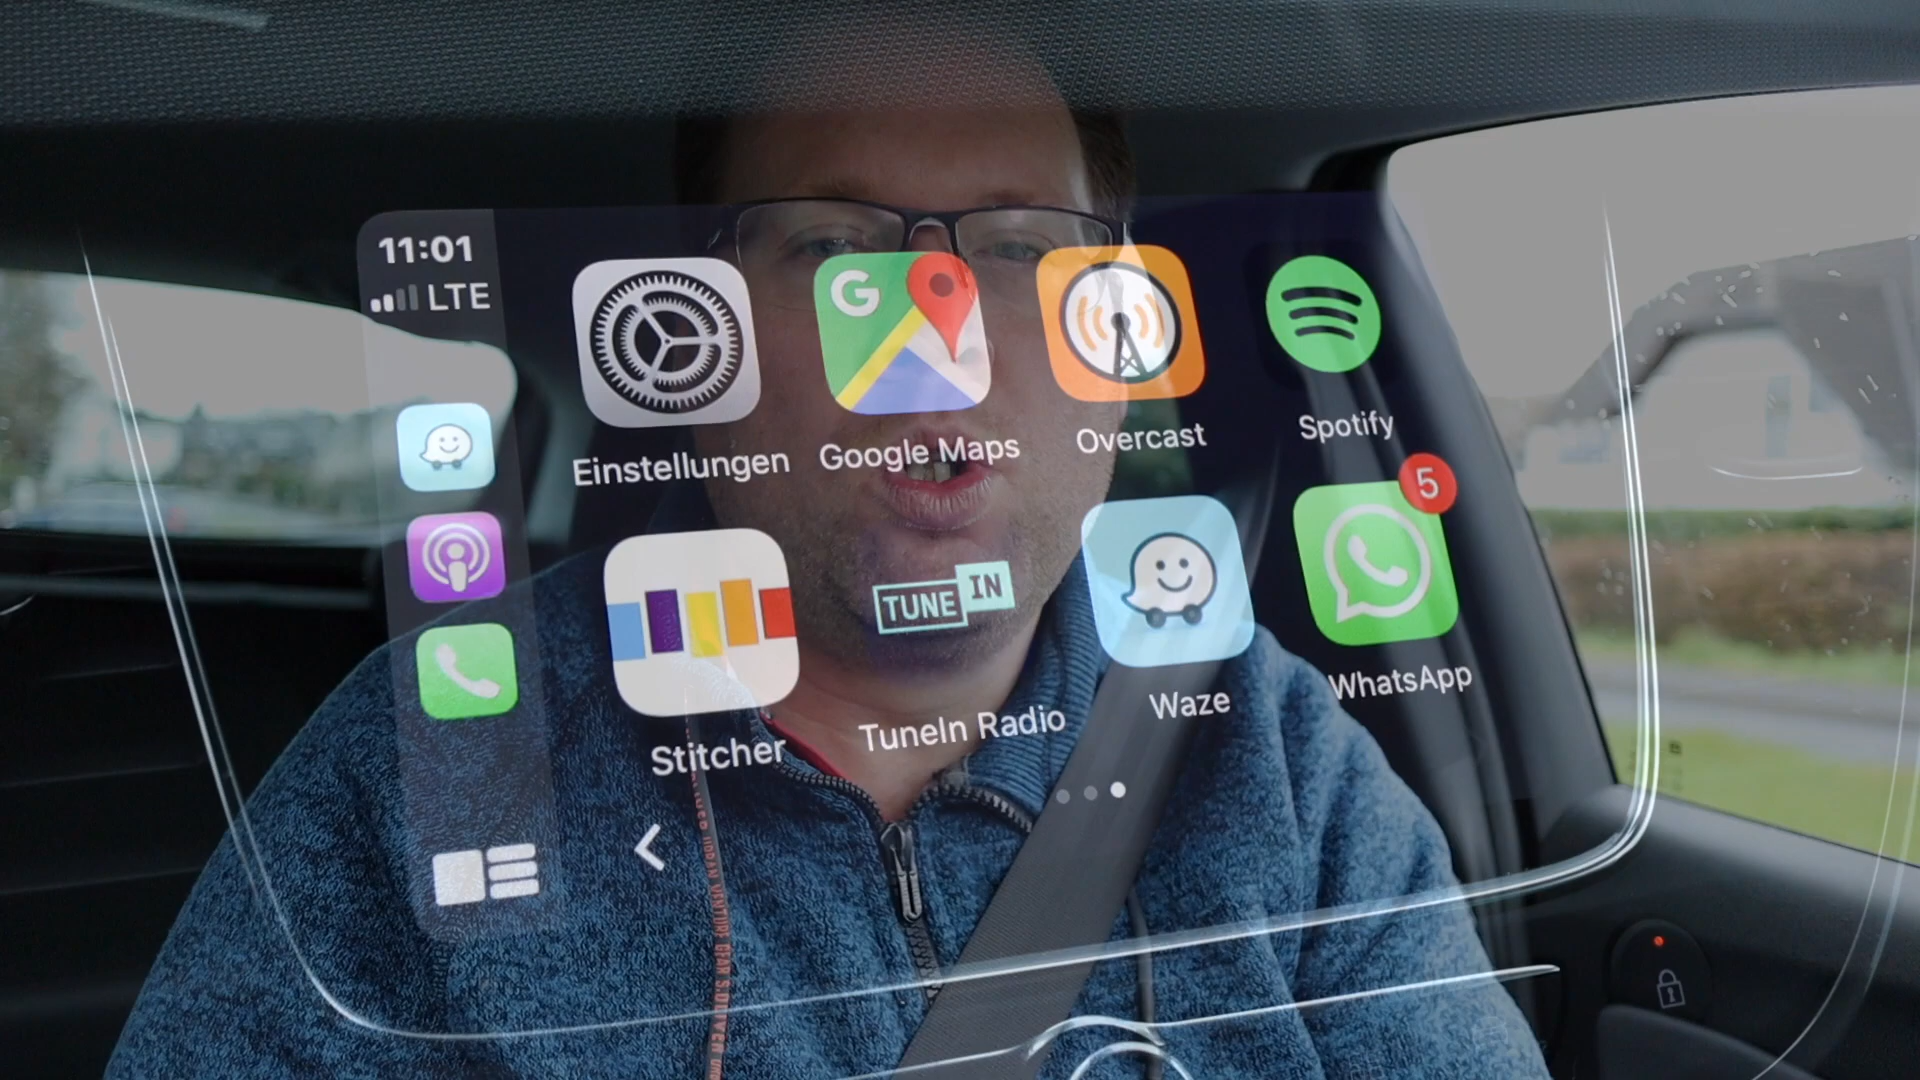 11:01
LTE
Einstellungen
G
Google Maps
Overcast
Spotify
5
Stitcher
TUNE IN
TuneIn Radio
Waze
WhatsApp